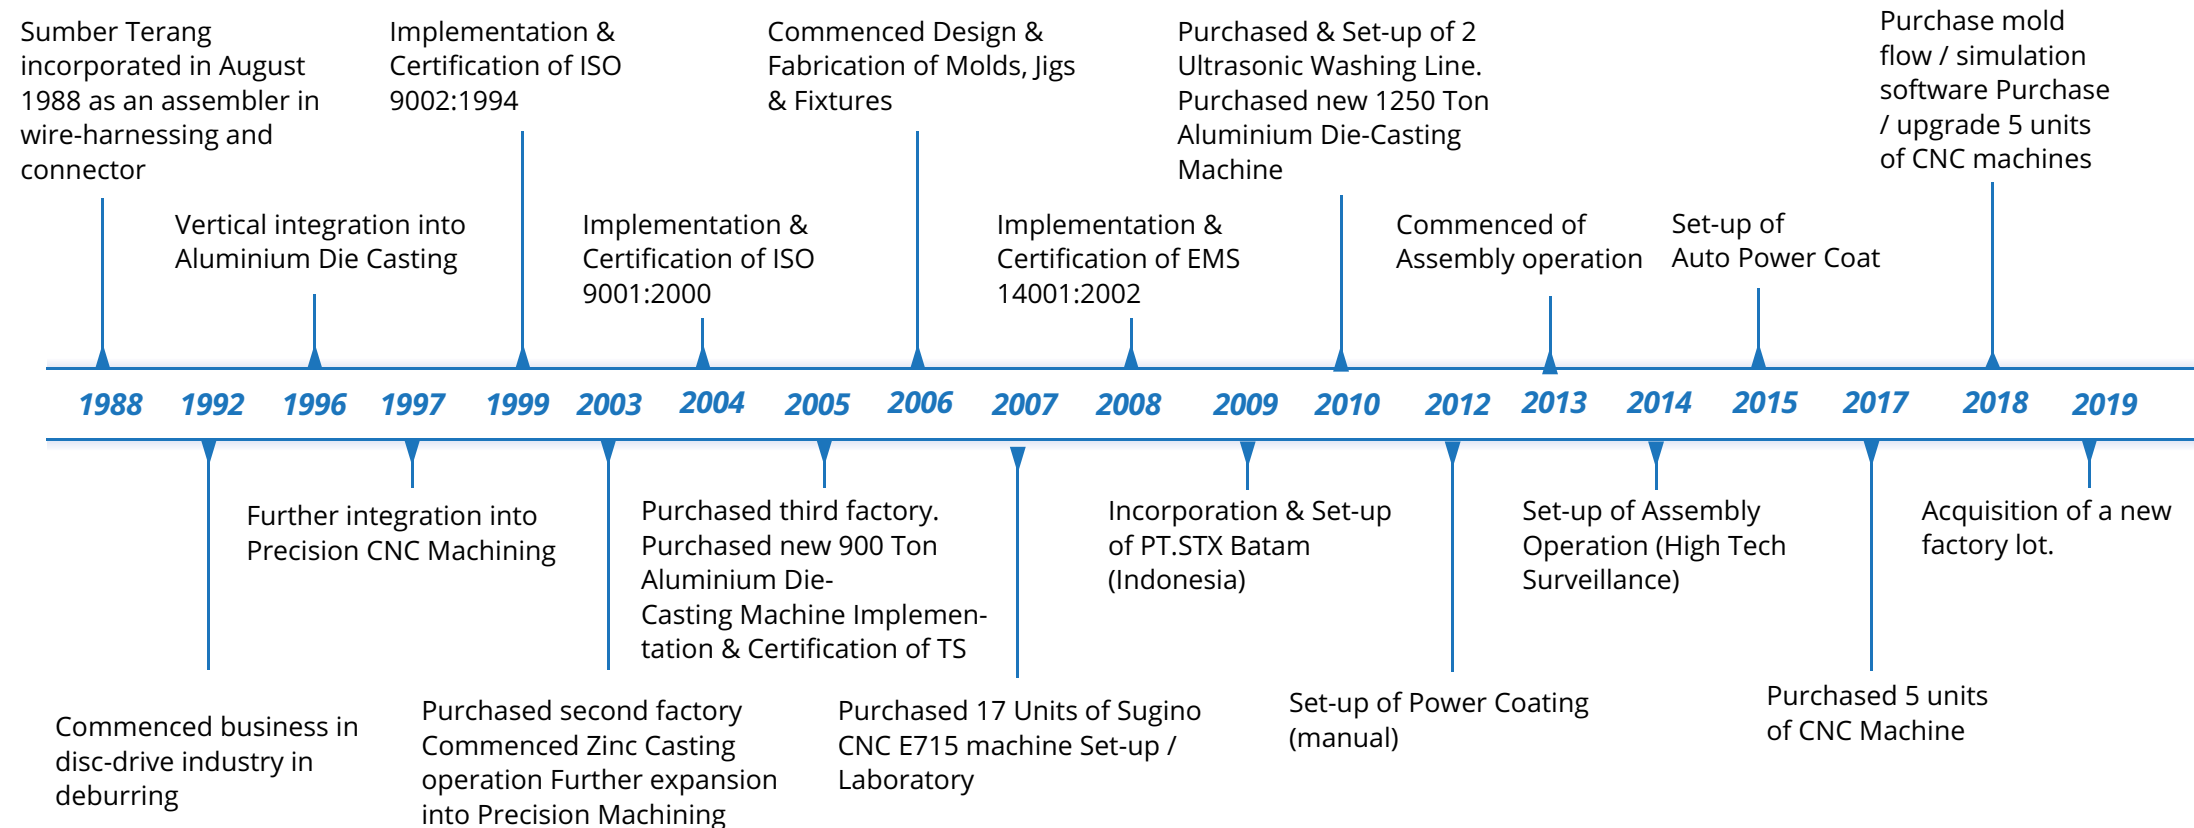 Sumber Terang
incorporated in August
1988 as an assembler in
wire-harnessing and
connector
Implementation &
Certification of ISO
9002:1994
Commenced Design &
Fabrication of Molds, Jigs
& Fixtures
Purchased & Set-up of 2
Ultrasonic Washing Line.
Purchased new 1250 Ton
Aluminium Die-Casting
Machine
Purchase mold
flow / simulation
software Purchase
/ upgrade 5 units
of CNC machines
Vertical integration into
Aluminium Die Casting
Implementation &
Certification of ISO
9001:2000
Implementation &
Certification of EMS
14001:2002
Commenced of
Assembly operation
Set-up of
Auto Power Coat
1988 1992 1996 1997 1999 2003 2004 2005 2006 2007 2008 2009 2010 2012 2013 2014 2015 2017 2018 2019
Further integration into
Precision CNC Machining
Purchased third factory.
Purchased new 900 Ton
Aluminium Die-
Casting Machine Implemen-
tation & Certification of TS
Incorporation & Set-up
of PT.STX Batam
(Indonesia)
Set-up of Assembly
Operation (High Tech
Surveillance)
Acquisition of a new
factory lot.
Commenced business in
disc-drive industry in
deburring
Purchased second factory
Commenced Zinc Casting
operation Further expansion
into Precision Machining
Purchased 17 Units of Sugino
CNC E715 machine Set-up /
Laboratory
Set-up of Power Coating
(manual)
Purchased 5 units
of CNC Machine